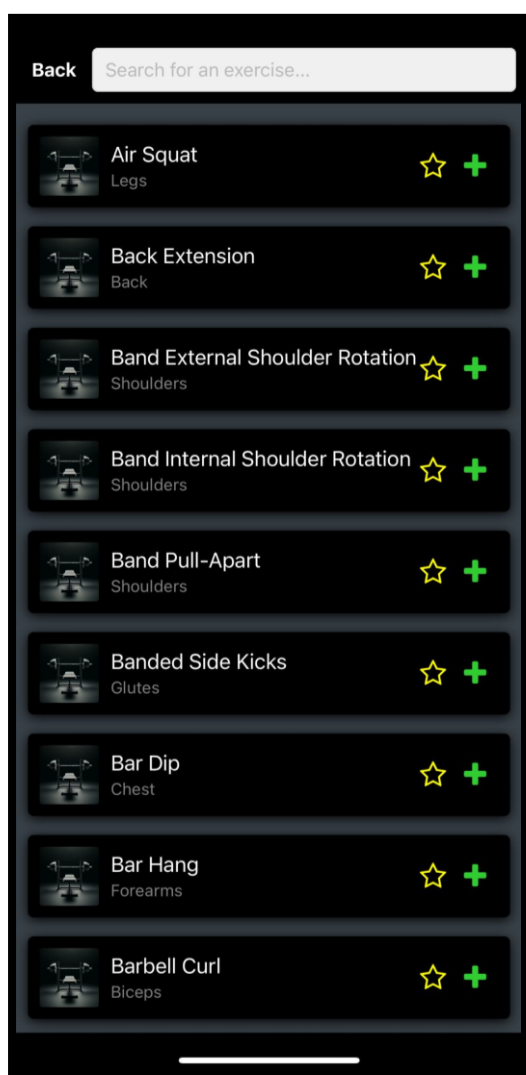 Back
Search for an exercise...
Air Squat
Legs
Back Extension
Back
Band External Shoulder Rotation
Shoulders
Band Internal Shoulder Rotation
Shoulders
Band Pull-Apart
Shoulders
Banded Side Kicks
Glutes
Bar Dip
Chest
Bar Hang
Forearms
Barbell Curl
Biceps